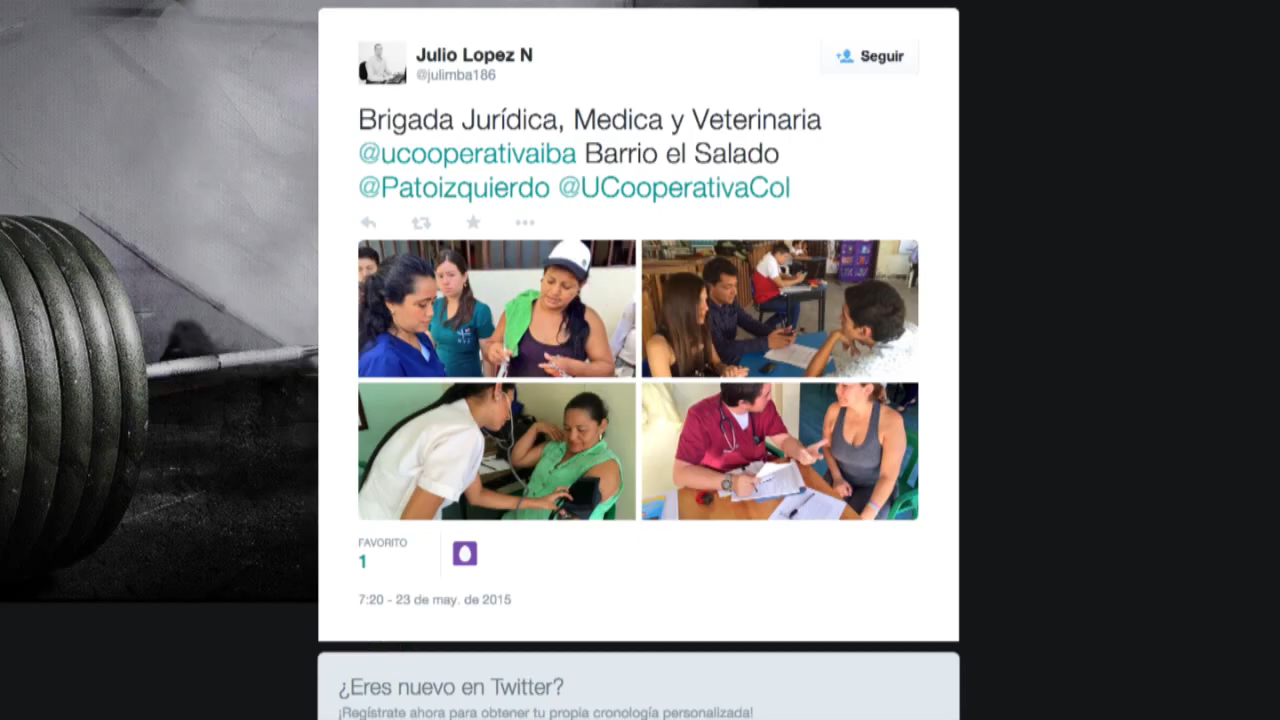 Julio Lopez N
@julimba186
Seguir
Brigada Jurídica, Medica y Veterinaria
@ucooperativaiba Barrio el Salado
@Patoizquierdo @UCooperativaCol
FAVORITO
1
7:20 - 23 de may. de 2015
¿Eres nuevo en Twitter?
¡Regístrate ahora para obtener tu propia cronología personalizada!